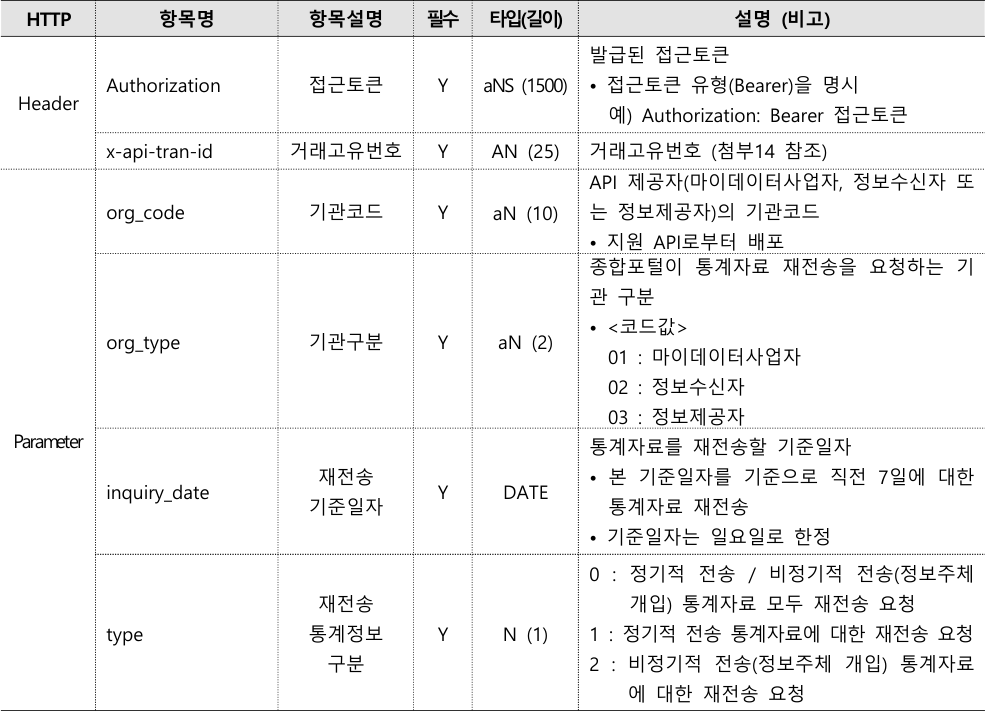 HTTP 항목명 항목설명 필수 타입(길이) 설명 (비고)
Header
Authorization 접근토큰 Y aNS (1500)
발급된 접근토큰
• 접근토큰 유형(Bearer)을 명시
예) Authorization: Bearer 접근토큰
x-api-tran-id 거래고유번호 Y AN (25) 거래고유번호 (첨부14 참조)
Parameter
org_code 기관코드 Y aN (10)
API 제공자(마이데이터사업자, 정보수신자 또
는 정보제공자)의 기관코드
• 지원 API로부터 배포
org_type 기관구분 Y aN (2)
종합포털이 통계자료 재전송을 요청하는 기
관 구분
• <코드값>
01 : 마이데이터사업자
02 : 정보수신자
03 : 정보제공자
inquiry_date
재전송
기준일자
Y DATE
통계자료를 재전송할 기준일자
• 본 기준일자를 기준으로 직전 7일에 대한
통계자료 재전송
• 기준일자는 일요일로 한정
type
재전송
통계정보
구분
Y N (1)
0 : 정기적 전송 / 비정기적 전송(정보주체
개입) 통계자료 모두 재전송 요청
1 : 정기적 전송 통계자료에 대한 재전송 요청
2 : 비정기적 전송(정보주체 개입) 통계자료
에 대한 재전송 요청